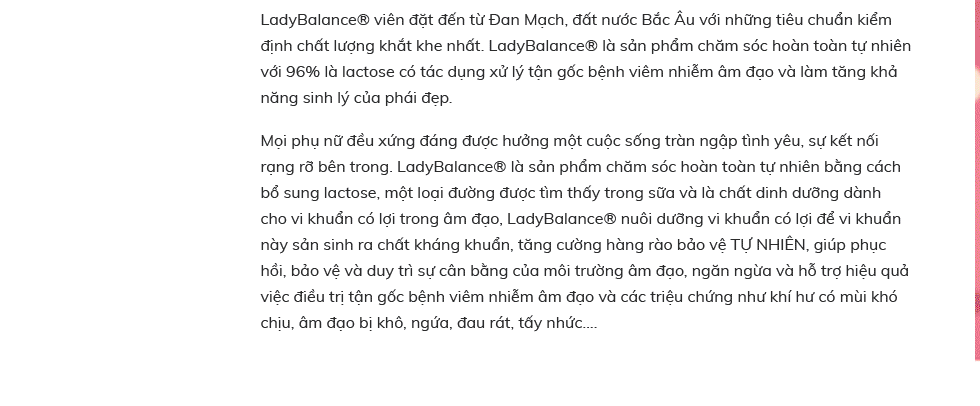 LadyBalance® viên đặt đến từ Đan Mạch, đất nước Bắc Âu với những tiêu chuẩn kiểm
định chất lượng khắt khe nhất. LadyBalance® là sản phẩm chăm sóc hoàn toàn tự nhiên
với 96% là lactose có tác dụng xử lý tận gốc bệnh viêm nhiễm âm đạo và làm tăng khả
năng sinh lý của phái đẹp.
Mọi phụ nữ đều xứng đáng được hưởng một cuộc sống tràn ngập tình yêu, sự kết nối
rạng rỡ bên trong. LadyBalance® là sản phẩm chăm sóc hoàn toàn tự nhiên bằng cách
bổ sung lactose, một loại đường được tìm thấy trong sữa và là chất dinh dưỡng dành
cho vi khuẩn có lợi trong âm đạo, LadyBalance® nuôi dưỡng vi khuẩn có lợi để vi khuẩn
này sản sinh ra chất kháng khuẩn, tăng cường hàng rào bảo vệ TỰ NHIÊN, giúp phục
hồi, bảo vệ và duy trì sự cân bằng của môi trường âm đạo, ngăn ngừa và hỗ trợ hiệu quả
việc điều trị tận gốc bệnh viêm nhiễm âm đạo và các triệu chứng như khí hư có mùi khó
chịu, âm đạo bị khô, ngứa, đau rát, tấy nhức....